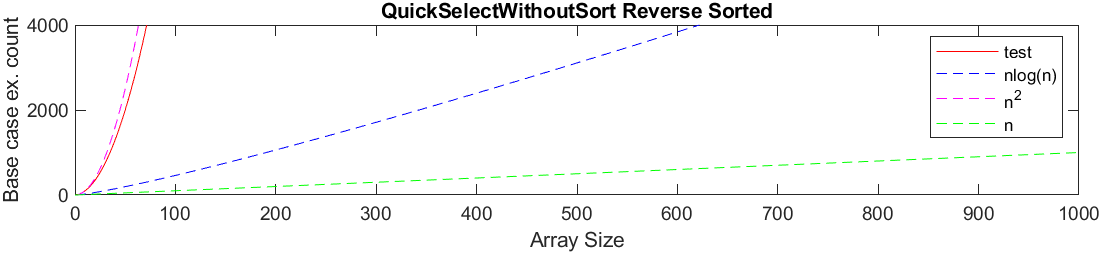 QuickSelectWithoutSort Reverse Sorted
Base case ex. count
4000
2000
0
test
nlog(n)
n²
n
0 100 200 300 400 500 600 700 800 900 1000
Array Size